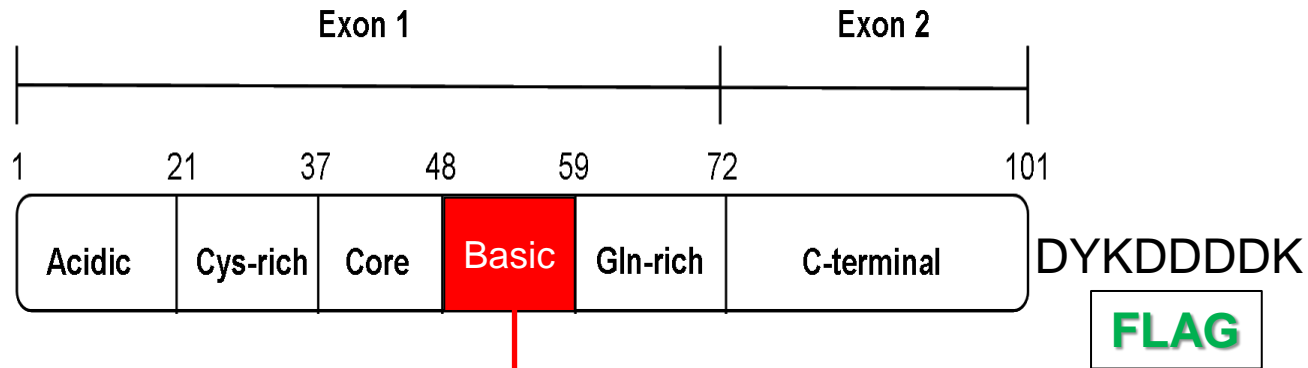 Exon 1 Exon 2
1 21 37 48 59 72 101
Acidic Cys-rich Core Basic Gln-rich C-terminal DYKDDDDK
FLAG